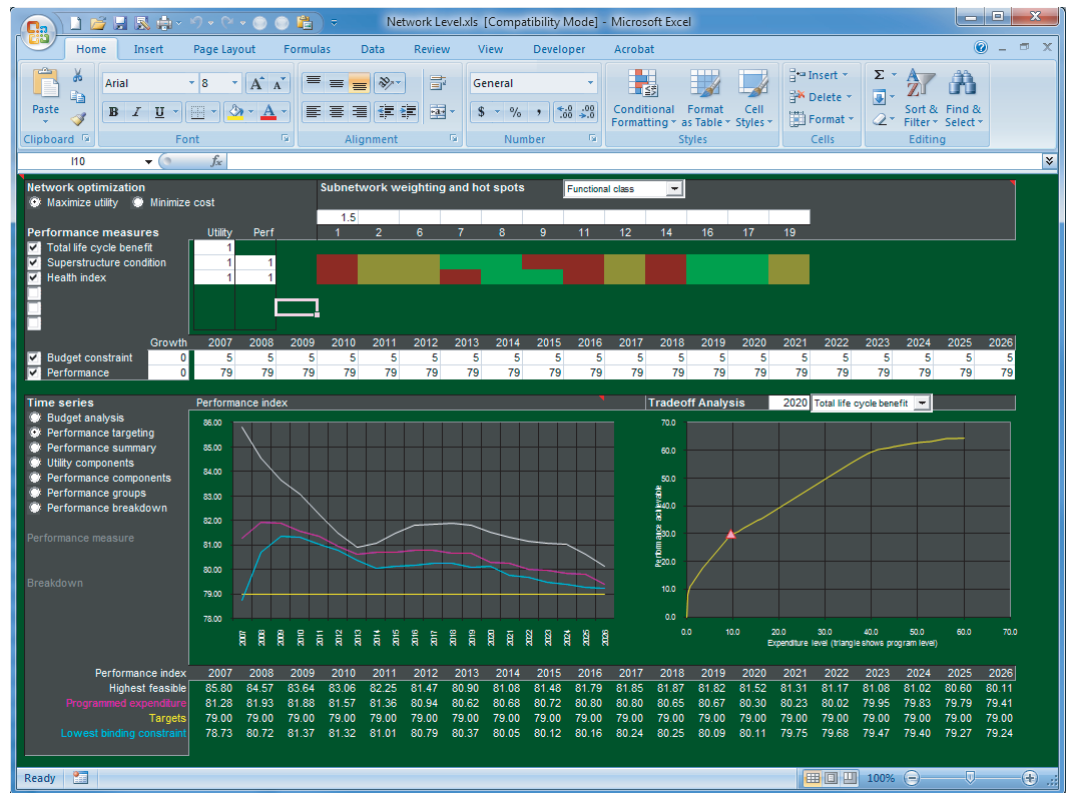 Network Level.xls [Compatibility Mode] - Microsoft Excel
Home Insert Page Layout Formulas Data Review View Developer Acrobat
Paste
Clipboard
Arial 8 A A
B I U A
Font
Alignment
General
$ % , .0 .00 .00 .0
Number
Conditional Formatting
Format as Table
Cell Styles
Styles
Insert
Delete
Format
Cells
Σ
Sort & Filter
Find & Select
Editing
I10 fx
Network optimization Subnetwork weighting and hot spots Functional class
Maximize utility Minimize cost
1.5
Performance measures Utility Perf 1 2 6 7 8 9 11 12 14 16 17 19
Total life cycle benefit 1
Superstructure condition 1 1
Health index 1 1
Growth 2007 2008 2009 2010 2011 2012 2013 2014 2015 2016 2017 2018 2019 2020 2021 2022 2023 2024 2025 2026
Budget constraint 0 5 5 5 5 5 5 5 5 5 5 5 5 5 5 5 5 5 5 5 5
Performance 0 79 79 79 79 79 79 79 79 79 79 79 79 79 79 79 79 79 79 79 79
Time series
Budget analysis
Performance targeting
Performance summary
Utility components
Performance components
Performance groups
Performance breakdown
Performance measure
Breakdown
Performance index
86.00
85.00
84.00
83.00
82.00
81.00
80.00
79.00
78.00
2007 2008 2009 2010 2011 2012 2013 2014 2015 2016 2017 2018 2019 2020 2021 2022 2023 2024 2025 2026
Tradeoff Analysis 2020 Total life cycle benefit
Performance achievable
70.0
60.0
50.0
40.0
30.0
20.0
10.0
0.0
0.0 10.0 20.0 30.0 40.0 50.0 60.0 70.0
Expenditure level (triangle shows program level)
Performance index 2007 2008 2009 2010 2011 2012 2013 2014 2015 2016 2017 2018 2019 2020 2021 2022 2023 2024 2025 2026
Highest feasible 85.80 84.57 83.64 83.06 82.25 81.47 80.90 81.08 81.48 81.79 81.85 81.87 81.82 81.52 81.31 81.17 81.08 81.02 80.60 80.11
Programmed expenditure 81.28 81.93 81.88 81.57 81.36 80.94 80.62 80.68 80.72 80.80 80.80 80.65 80.67 80.30 80.23 80.02 79.95 79.83 79.79 79.41
Targets 79.00 79.00 79.00 79.00 79.00 79.00 79.00 79.00 79.00 79.00 79.00 79.00 79.00 79.00 79.00 79.00 79.00 79.00 79.00 79.00
Lowest binding constraint 78.73 80.72 81.37 81.32 81.01 80.79 80.37 80.05 80.12 80.16 80.24 80.25 80.09 80.11 79.75 79.68 79.47 79.40 79.27 79.24
Ready 100%